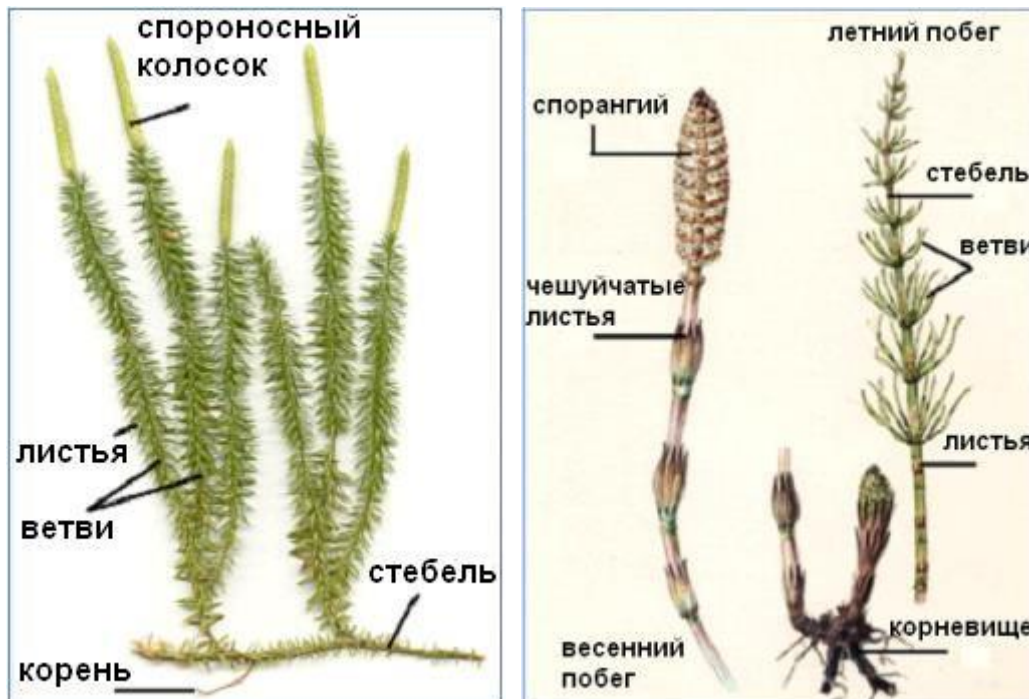 спороносный
колосок
листья
ветви
стебель
корень
летний побег
спорангий
стебель
ветви
чешуйчатые
листья
листья
корневище
весенний
побег